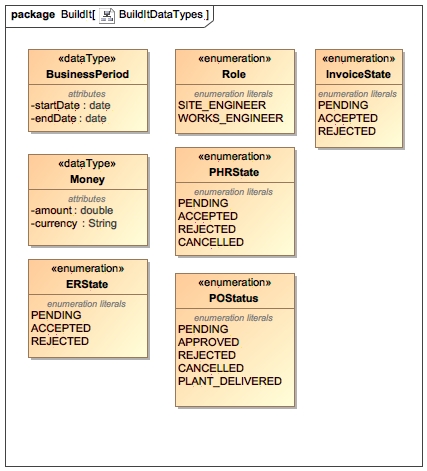 package BuildIt[ BuildItDataTypes ]
«dataType»
BusinessPeriod
attributes
-startDate : date
-endDate : date
«enumeration»
Role
enumeration literals
SITE_ENGINEER
WORKS_ENGINEER
«enumeration»
InvoiceState
enumeration literals
PENDING
ACCEPTED
REJECTED
«dataType»
Money
attributes
-amount : double
-currency : String
«enumeration»
PHRState
enumeration literals
PENDING
ACCEPTED
REJECTED
CANCELLED
«enumeration»
ERState
enumeration literals
PENDING
ACCEPTED
REJECTED
«enumeration»
POStatus
enumeration literals
PENDING
APPROVED
REJECTED
CANCELLED
PLANT_DELIVERED